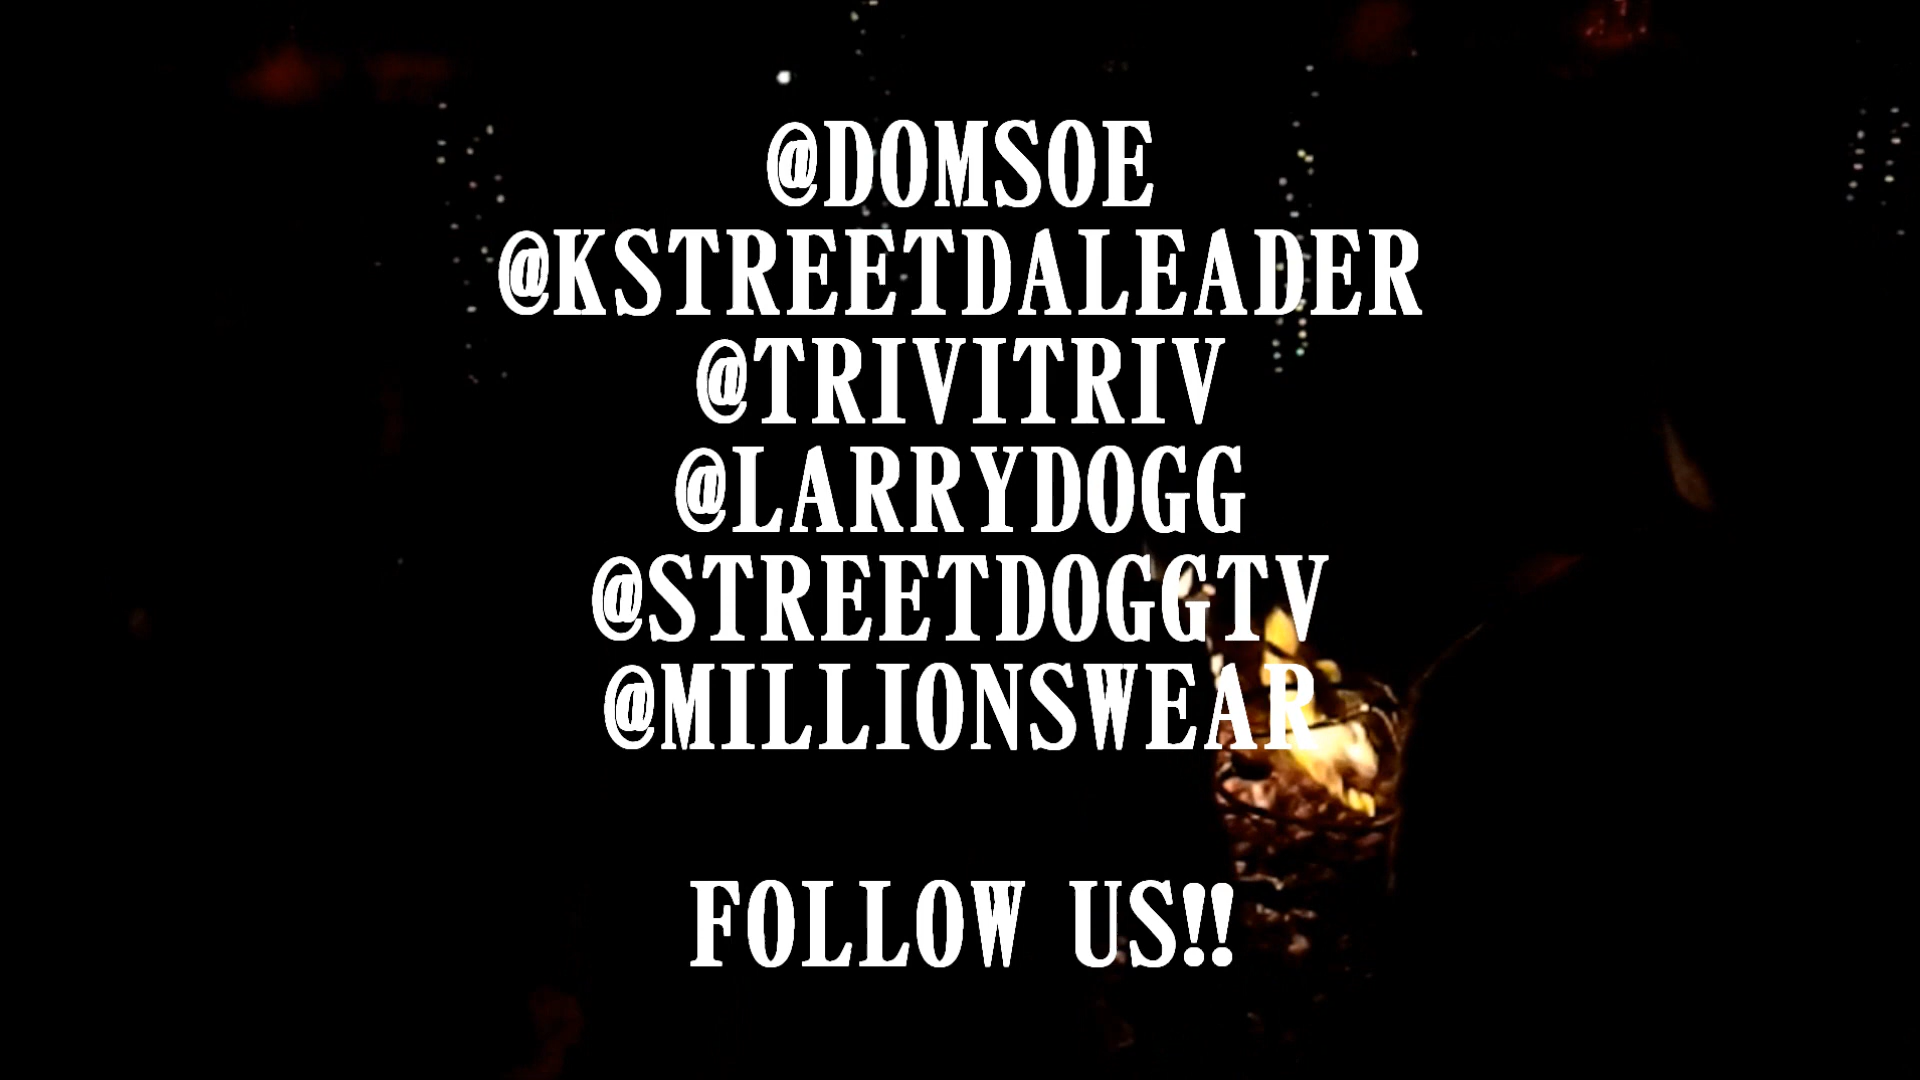 @DOMSOE
@KSTREETDALEADER
@TRIVITRIV
@LARRYDOGG
@STREETDOGGTV
@MILLIONSWEAR
FOLLOW US!!